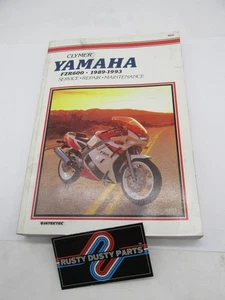 CLYMER
YAMAHA
FZR600 · 1989-1993
SERVICE · REPAIR · MAINTENANCE
RUSTY DUSTY PARTS